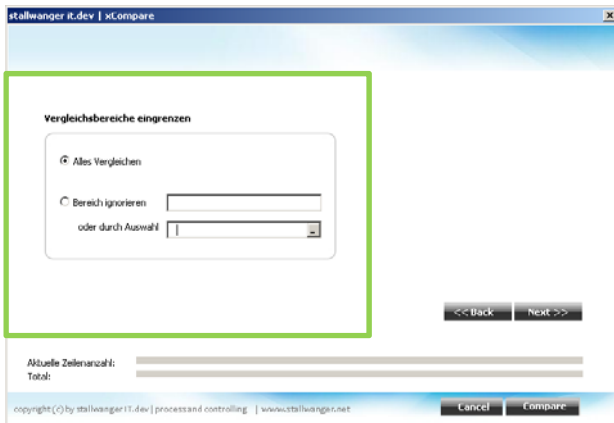 stallwanger it.dev | xCompare
Vergleichsbereiche eingrenzen
Alles Vergleichen
Bereich ignorieren
oder durch Auswahl
<< Back Next >>
Aktuelle Zeilenanzahl:
Total:
copyright (c) by stallwanger IT.dev | process and controlling | www.stallwanger.net
Cancel Compare